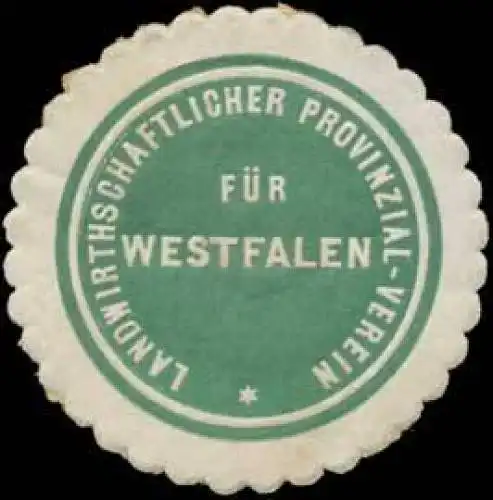 LANDWIRTHSCHAFTLICHER PROVINZIAL-VEREIN
FÜR
WESTFALEN